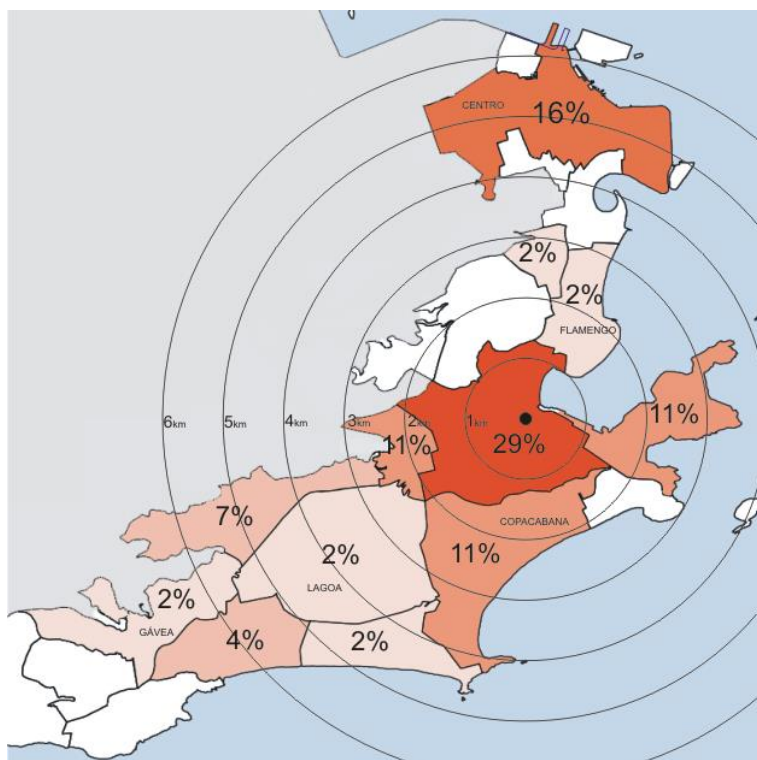 CENTRO
16%
2%
2%
FLAMENGO
6km 5km 4km 3km 2km 1km
11%
11%
29%
7%
COPACABANA
2%
11%
LAGOA
2%
GÁVEA
4%
2%